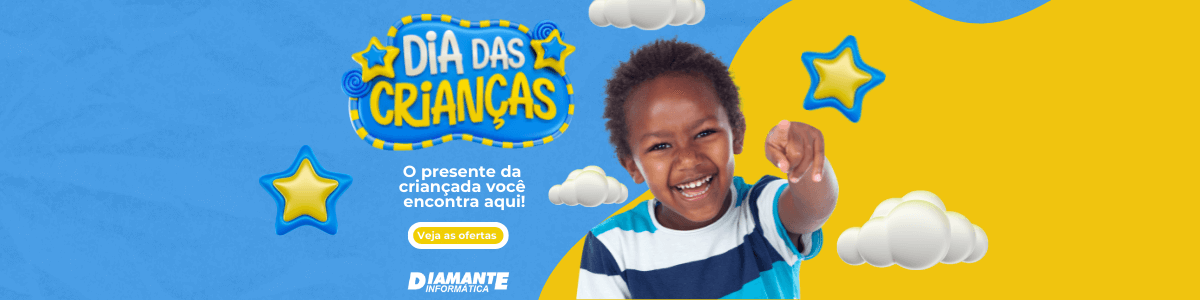 DIA DAS
CRIANÇAS
O presente da
criançada você
encontra aqui!
Veja as ofertas
DIAMANTE
INFORMÁTICA